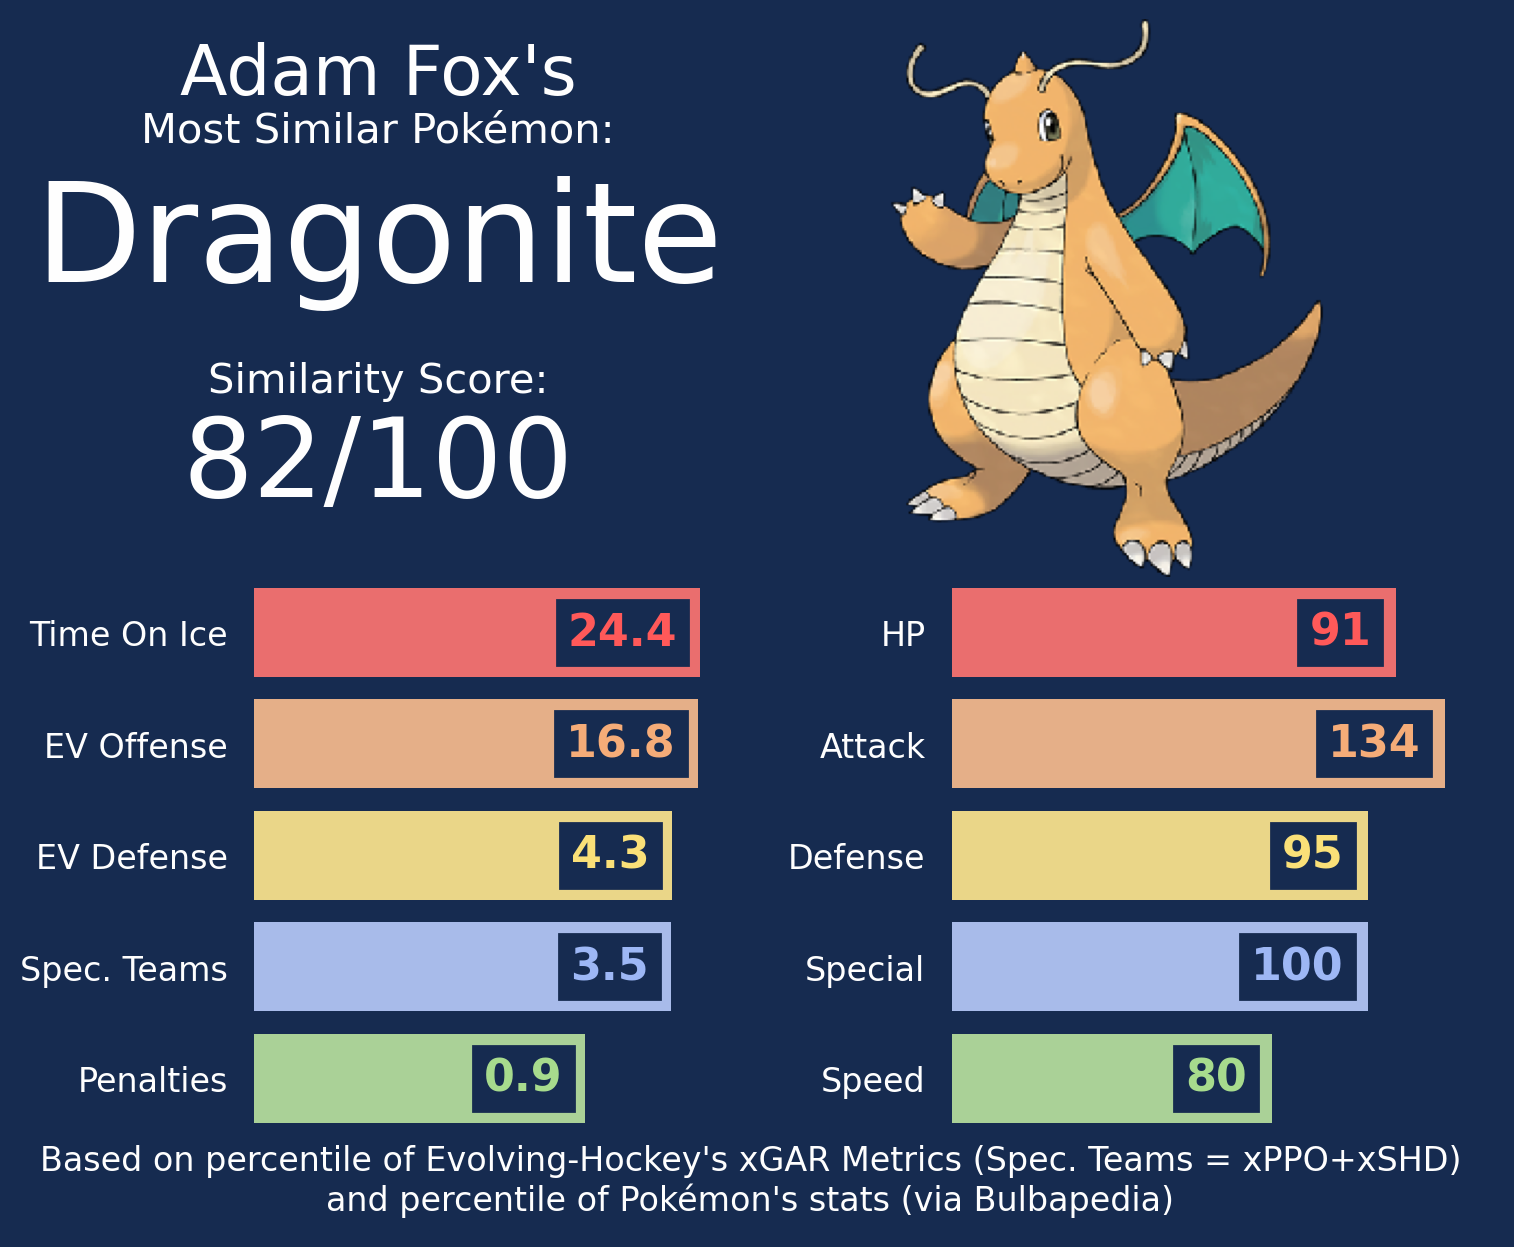 Adam Fox's
Most Similar Pokémon:
Dragonite
Similarity Score:
82/100
Time On Ice 24.4
EV Offense 16.8
EV Defense 4.3
Spec. Teams 3.5
Penalties 0.9
HP 91
Attack 134
Defense 95
Special 100
Speed 80
Based on percentile of Evolving-Hockey's xGAR Metrics (Spec. Teams = xPPO+xSHD)
and percentile of Pokémon's stats (via Bulbapedia)